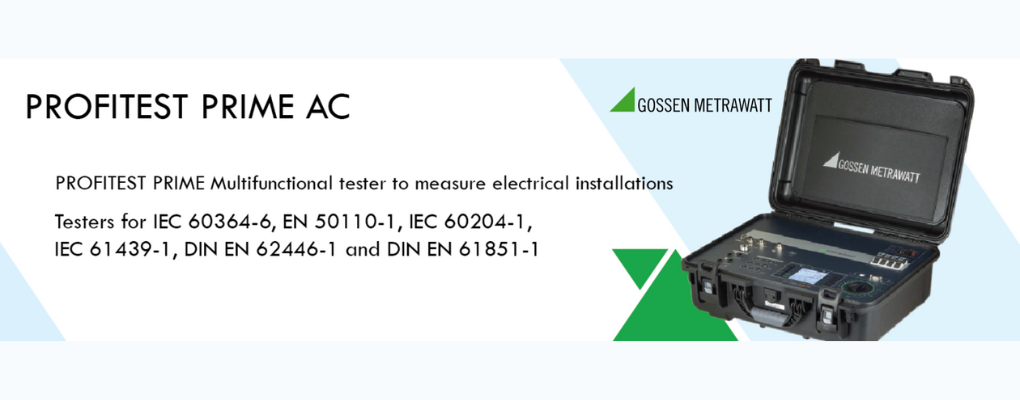 PROFITEST PRIME AC
GOSSEN METRAWATT
GOSSEN METRAWATT
PROFITEST PRIME Multifunctional tester to measure electrical installations
Testers for IEC 60364-6, EN 50110-1, IEC 60204-1,
IEC 61439-1, DIN EN 62446-1 and DIN EN 61851-1